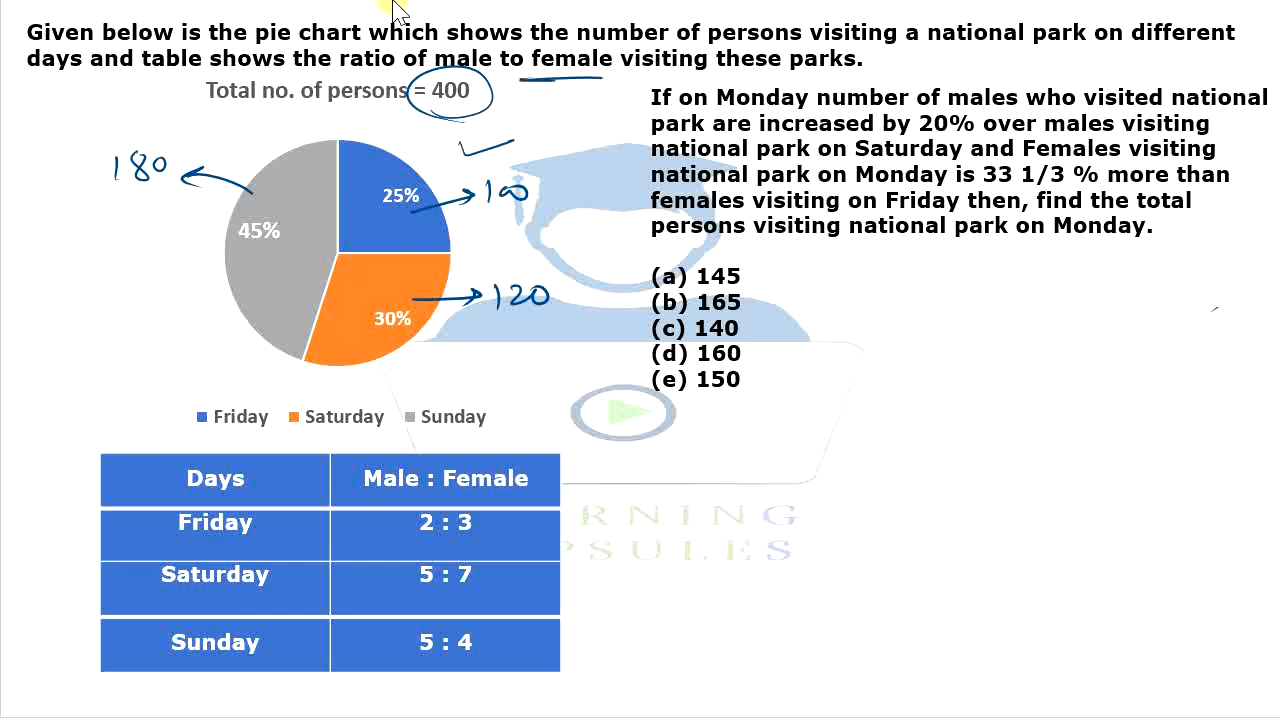 Given below is the pie chart which shows the number of persons visiting a national park on different
days and table shows the ratio of male to female visiting these parks.
Total no. of persons = 400
If on Monday number of males who visited national
park are increased by 20% over males visiting
national park on Saturday and Females visiting
national park on Monday is 33 1/3 % more than
females visiting on Friday then, find the total
persons visiting national park on Monday.
(a) 145
(b) 165
(c) 140
(d) 160
(e) 150
180
25%
100
45%
120
30%
Friday Saturday Sunday
Days Male : Female
Friday 2 : 3
Saturday 5 : 7
Sunday 5 : 4
RNING
PSULES